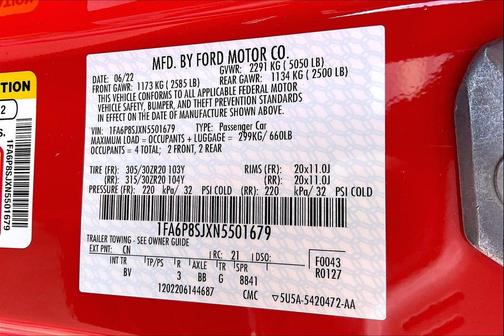 MFD. BY FORD MOTOR CO.
DATE: 06/22 GVWR: 2291 KG ( 5050 LB)
FRONT GAWR: 1173 KG ( 2585 LB) REAR GAWR: 1134 KG ( 2500 LB)
THIS VEHICLE CONFORMS TO ALL APPLICABLE FEDERAL MOTOR
VEHICLE SAFETY, BUMPER, AND THEFT PREVENTION STANDARDS
IN EFFECT ON THE DATE OF MANUFACTURE SHOWN ABOVE.
VIN: 1FA6P8SJXN5501679 TYPE: Passenger Car
MAXIMUM LOAD = OCCUPANTS + LUGGAGE = 299KG/ 660LB
OCCUPANTS = 4 TOTAL; 2 FRONT, 2 REAR
TIRE (FR): 305/30ZR20 103Y RIMS (FR): 20x11.0J
(RR): 315/30ZR20 104Y (RR): 20x11.0J
PRESSURE (FR): 220 kPa/ 32 PSI COLD (RR): 220 kPa/ 32 PSI COLD
1FA6P8SJXN5501679
TRAILER TOWING - SEE OWNER GUIDE
EXT PNT: CN RC: 21 DSO: F0043
INT TR TP/PS R AXLE TR SPR R0127
BV 3 BB G 8841
1202206144687 CMC 5U5A-5420472-AA
1FA6P8SJXN5501679